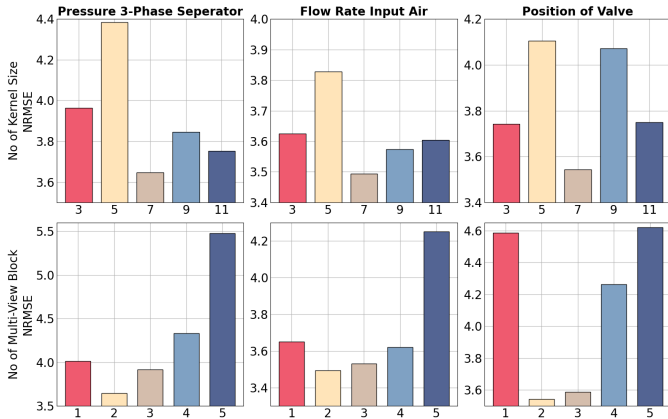 Pressure 3-Phase Seperator
Flow Rate Input Air
Position of Valve
No of Kernel Size
NRMSE
4.4
4.2
4.0
3.8
3.6
3 5 7 9 11
4.0
3.9
3.8
3.7
3.6
3.5
3.4
3 5 7 9 11
4.2
4.0
3.8
3.6
3.4
3 5 7 9 11
No of Multi-View Block
NRMSE
5.5
5.0
4.5
4.0
3.5
1 2 3 4 5
4.2
4.0
3.8
3.6
3.4
1 2 3 4 5
4.6
4.4
4.2
4.0
3.8
3.6
1 2 3 4 5